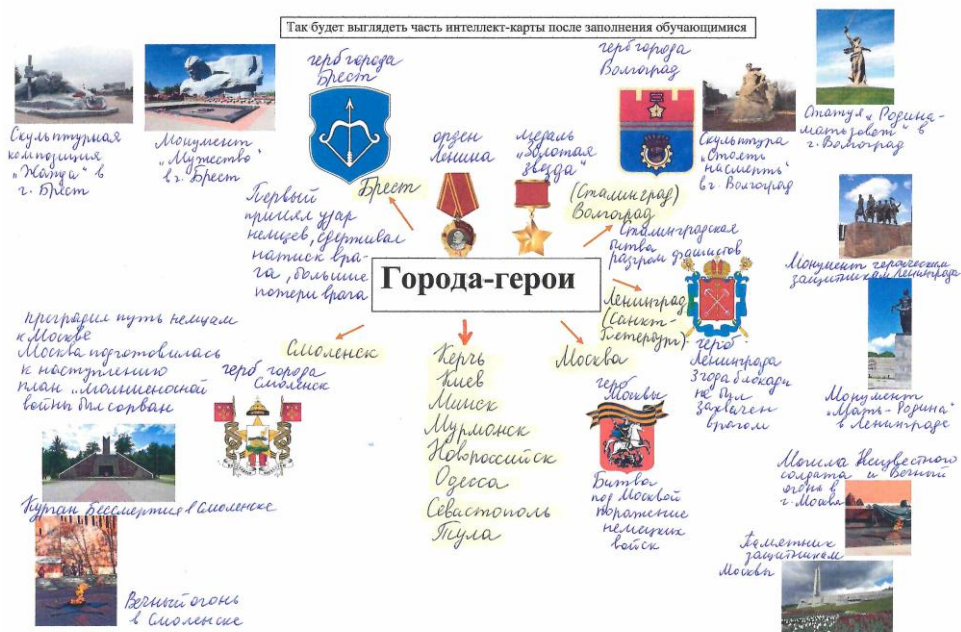 Так будет выглядеть часть интеллект-карты после заполнения обучающимися
Скульптурная
композиция
„Жажда“ в
г. Брест
Монумент
„Мужество“
в г. Брест
герб города
Брест
Брест
Первый
принял удар
немцев, сдерживал
натиск вра-
га, большие
потери врага
орден
Ленина
медаль
„Золотая
звезда“
герб города
Волгоград
(Сталинград)
Волгоград
Сталинградская
битва
разгром фашистов
Скульптура
„Стоять
насмерть“
в г. Волгоград
Статуя „Родина-
мать зовёт“ в
г. Волгоград
Города-герои
Ленинград
(Санкт-
Петербург)
герб
Ленинграда
3 года блокады
не был
захвачен
врагом
Монумент героическим
защитникам Ленинграда
Монумент
„Мать-Родина“
в Ленинграде
преградил путь немцам
к Москве
Москва подготовилась
к наступлению
план „молниеносной
войны был сорван
Смоленск
герб города
Смоленск
Курган Бессмертия в Смоленске
Вечный огонь
в Смоленске
Керчь
Киев
Минск
Мурманск
Новороссийск
Одесса
Севастополь
Тула
Москва
герб
Москвы
Битва
под Москвой
поражение
немецких
войск
Могила Неизвестного
солдата и Вечный
огонь в
г. Москва
Памятник
защитникам
Москвы